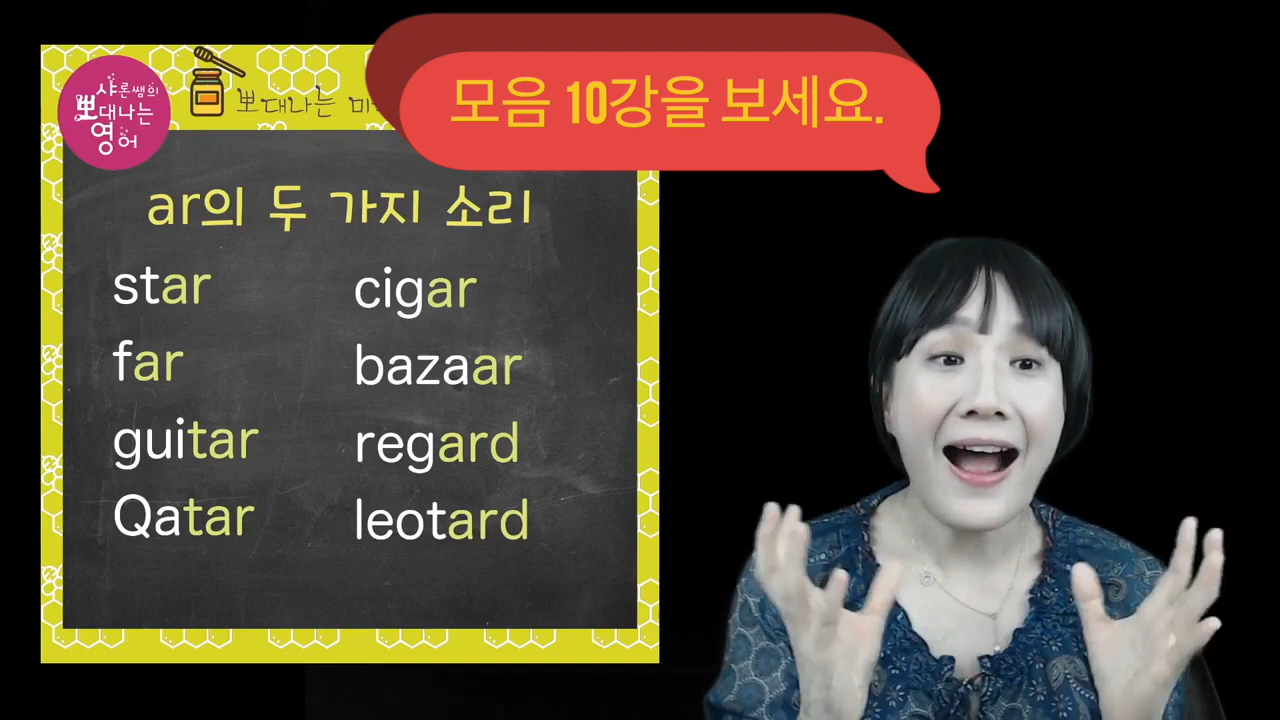 모음 10강을 보세요.
샤론쌤의
뽀대나는
영어
뽀대나는
ar의 두 가지 소리
star
cigar
far
bazaar
guitar
regard
Qatar
leotard